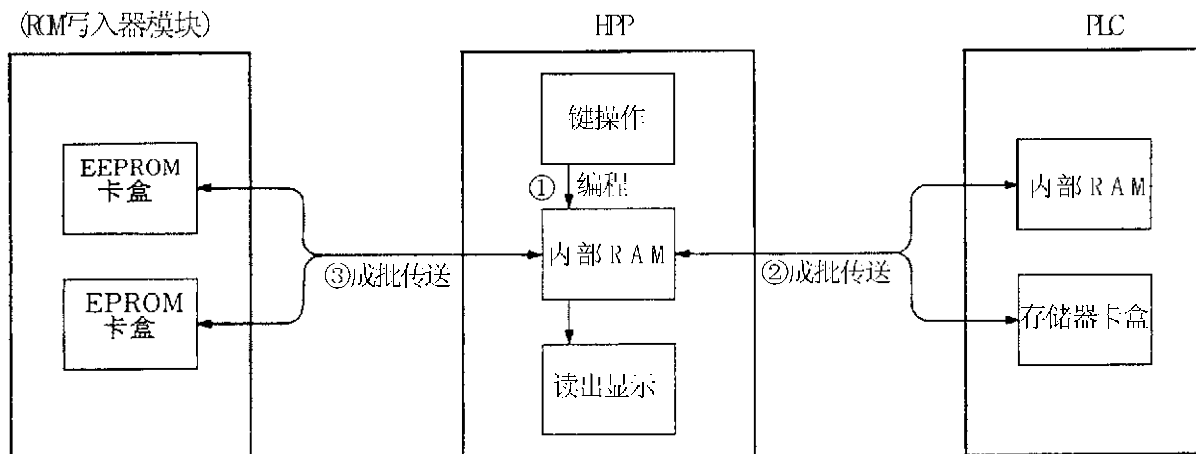 (ROM写入器模块)
HPP
PLC
EEPROM
卡盒
EPROM
卡盒
③成批传送
键操作
①
编程
内部RAM
读出显示
②成批传送
内部RAM
存储器卡盒